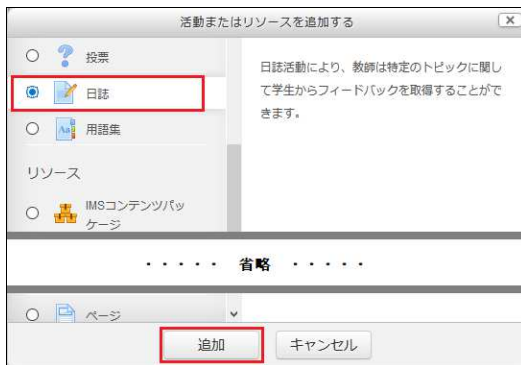 活動またはリソースを追加する
投票
日誌
用語集
リソース
IMSコンテンツパッ
ケージ
日誌活動により、教師は特定のトピックに関し
て学生からフィードバックを取得することがで
きます。
・・・・・ 省略 ・・・・・
ページ
追加 キャンセル